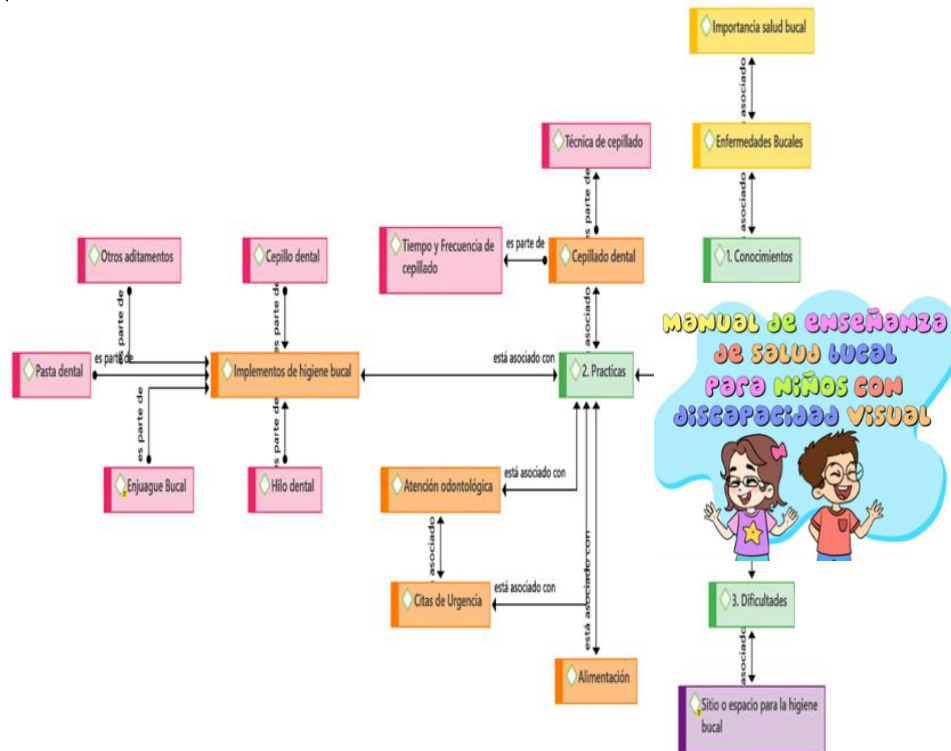 Importancia salud bucal
asociado
Enfermedades Bucales
asociado
1. Conocimientos
Técnica de cepillado
es parte de
Tiempo y Frecuencia de
cepillado
es parte de
Cepillado dental
asociado
Otros aditamentos
es parte de
Cepillo dental
es parte de
Pasta dental
es parte de
Implementos de higiene bucal
está asociado con
2. Practicas
es parte de
Enjuague Bucal
es parte de
Hilo dental
MANUAL DE ENSEÑANZA
DE SALUD BUCAL
PARA NIÑOS CON
DISCAPACIDAD VISUAL
Atención odontológica
está asociado con
asociado
Citas de Urgencia
está asociado con
está asociado con
Alimentación
3. Dificultades
asociado
Sitio o espacio para la higiene
bucal